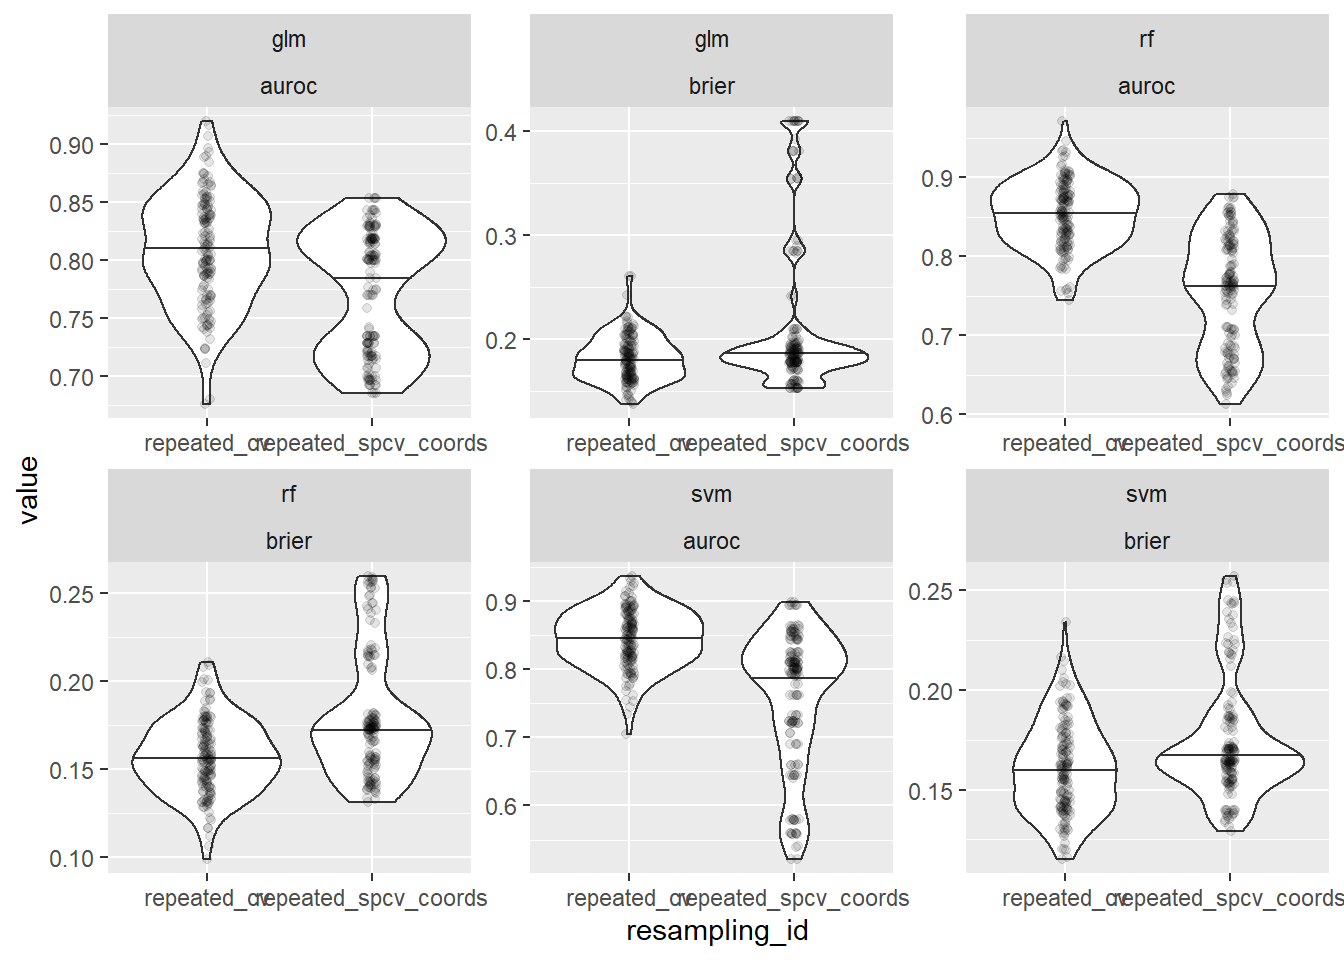 glm
auroc
glm
brier
rf
auroc
0.90
0.85
0.80
0.75
0.70
0.4
0.3
0.2
0.9
0.8
0.7
0.6
repeated_cv
repeated_spcv_coords
repeated_cv
repeated_spcv_coords
repeated_cv
repeated_spcv_coords
value
rf
brier
svm
auroc
svm
brier
0.25
0.20
0.15
0.10
0.9
0.8
0.7
0.6
0.25
0.20
0.15
repeated_cv
repeated_spcv_coords
repeated_cv
repeated_spcv_coords
repeated_cv
repeated_spcv_coords
resampling_id